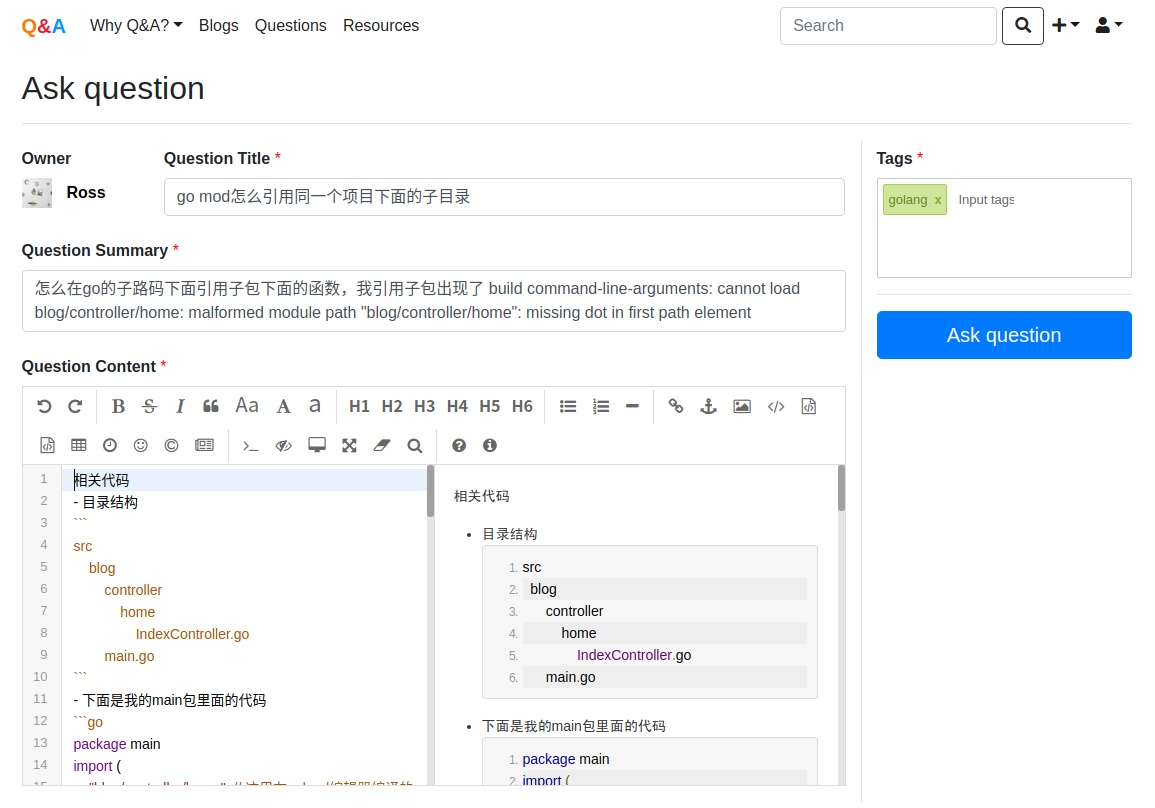 Q&A Why Q&A? Blogs Questions Resources Search
Ask question
Owner
Ross
Question Title *
go mod怎么引用同一个项目下面的子目录
Question Summary *
怎么在go的子路码下面引用子包下面的函数，我引用子包出现了 build command-line-arguments: cannot load
blog/controller/home: malformed module path "blog/controller/home": missing dot in first path element
Question Content *
B S I Aa A a H1 H2 H3 H4 H5 H6
1 相关代码
2 - 目录结构
3 ```
4 src
5 blog
6 controller
7 home
8 IndexController.go
9 main.go
10 ```
11 - 下面是我的main包里面的代码
12 ```go
13 package main
14 import (
相关代码
• 目录结构
1. src
2. blog
3. controller
4. home
5. IndexController.go
6. main.go
• 下面是我的main包里面的代码
1. package main
2. import (
Tags *
golang x Input tags
Ask question